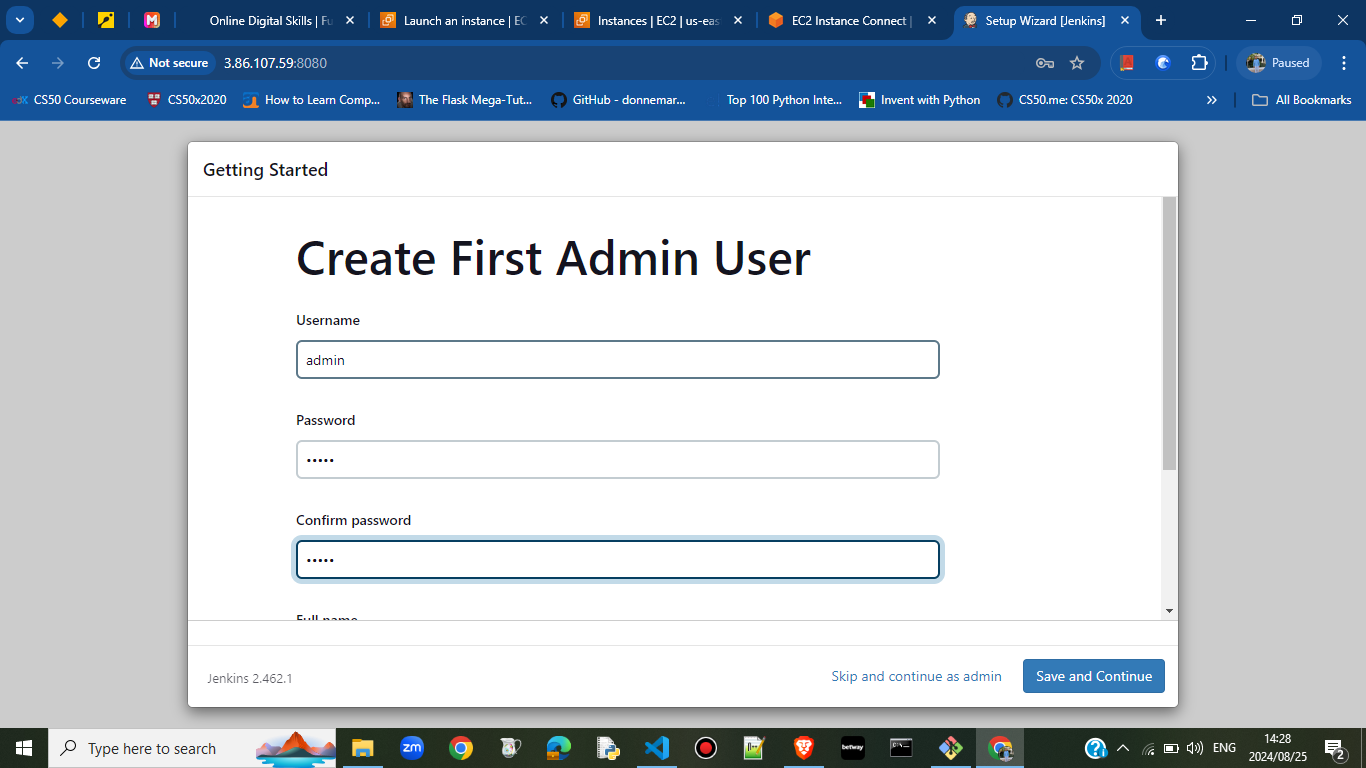 Online Digital Skills | Fu
Launch an instance | EC
Instances | EC2 | us-eas
EC2 Instance Connect |
Setup Wizard [Jenkins]
Not secure
3.86.107.59:8080
Paused
CS50 Courseware
CS50x2020
How to Learn Comp...
The Flask Mega-Tut...
GitHub - donnemar...
Top 100 Python Inte...
Invent with Python
CS50.me: CS50x 2020
All Bookmarks
Getting Started
Create First Admin User
Username
admin
Password
•••••
Confirm password
•••••
Full name
Jenkins 2.462.1
Skip and continue as admin
Save and Continue
Type here to search
zm
betway
ENG
14:28
2024/08/25
2